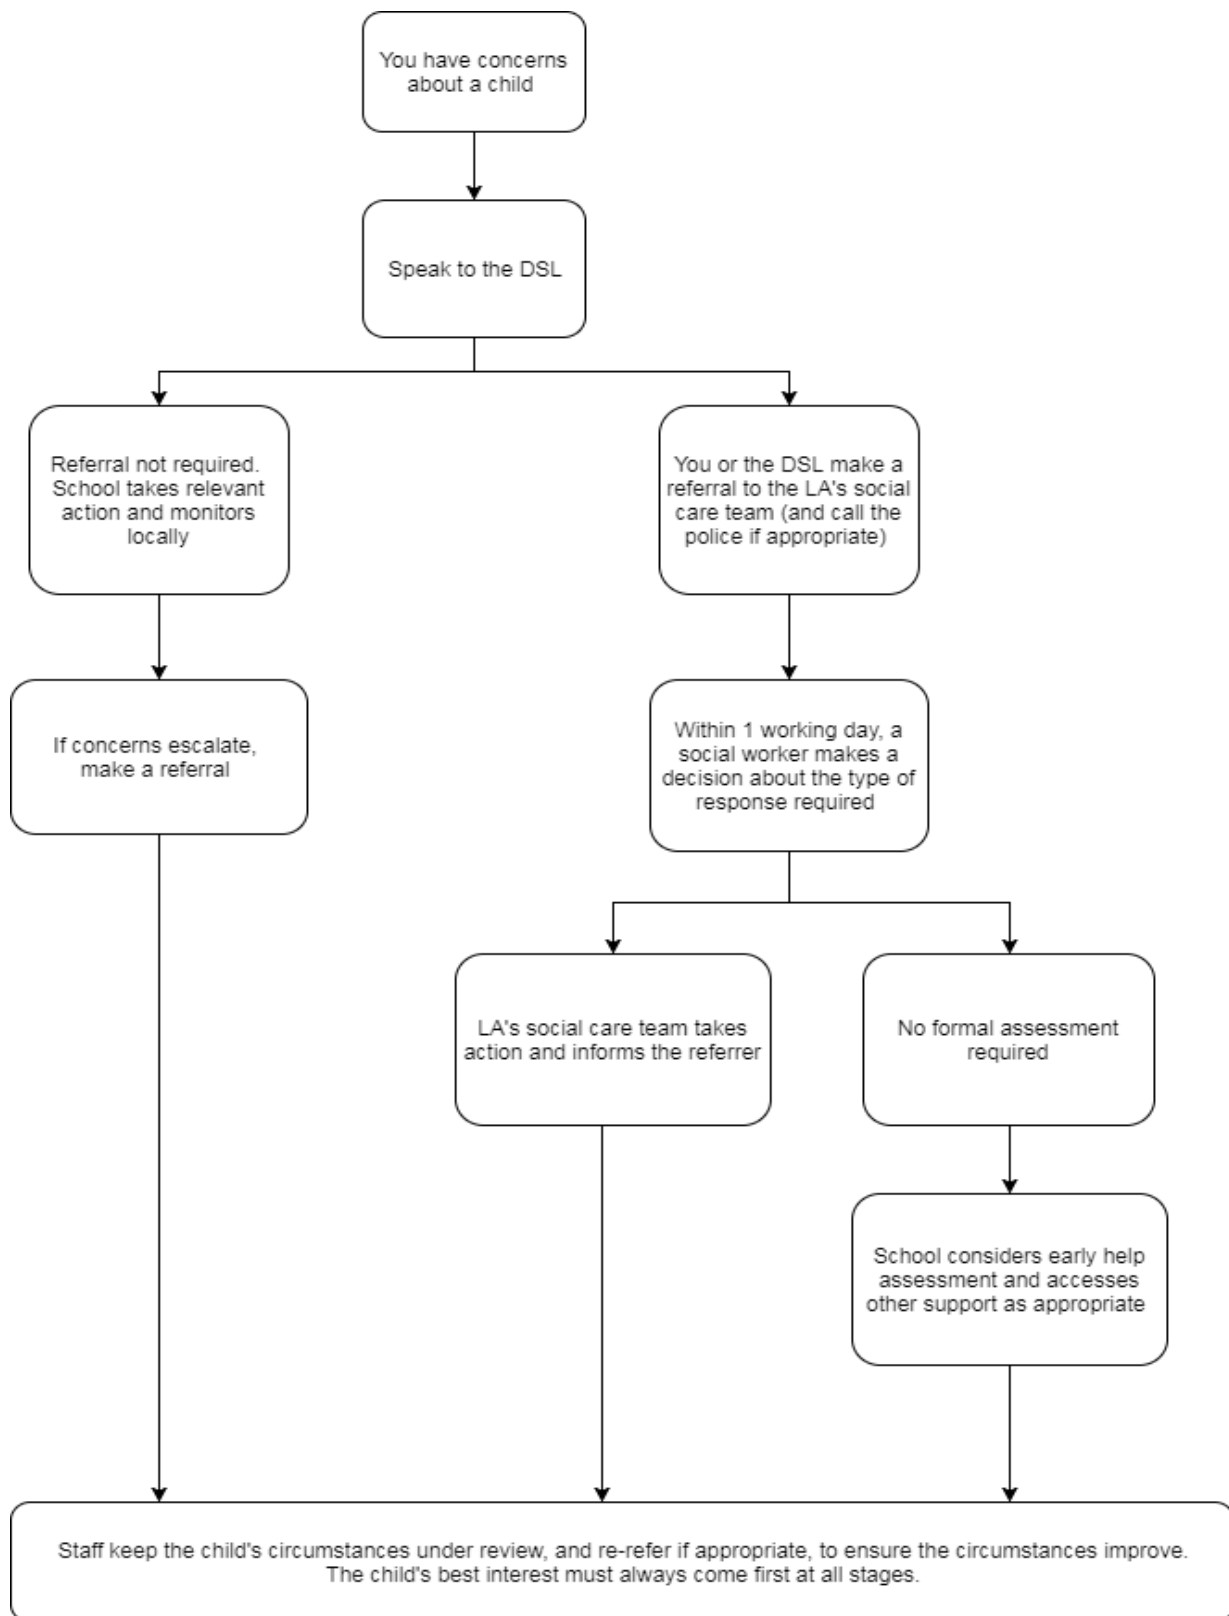 You have concerns
about a child
Speak to the DSL
Referral not required.
School takes relevant
action and monitors
locally
You or the DSL make a
referral to the LA's social
care team (and call the
police if appropriate)
If concerns escalate,
make a referral
Within 1 working day, a
social worker makes a
decision about the type of
response required
LA's social care team takes
action and informs the referrer
No formal assessment
required
School considers early help
assessment and accesses
other support as appropriate
Staff keep the child's circumstances under review, and re-refer if appropriate, to ensure the circumstances improve.
The child's best interest must always come first at all stages.